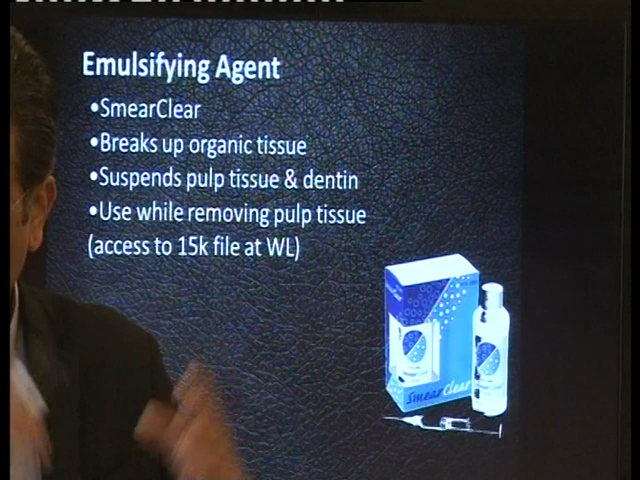 Emulsifying Agent
•SmearClear
•Breaks up organic tissue
•Suspends pulp tissue & dentin
•Use while removing pulp tissue
(access to 15k file at WL)
SmearClear